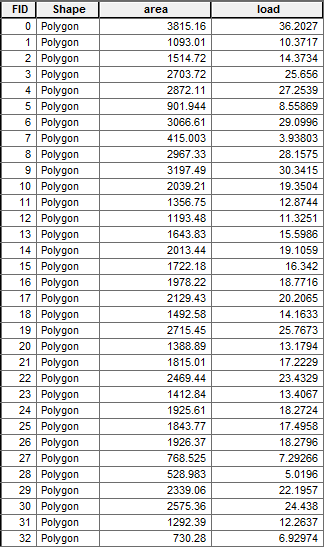 FID Shape area load
0 Polygon 3815.16 36.2027
1 Polygon 1093.01 10.3717
2 Polygon 1514.72 14.3734
3 Polygon 2703.72 25.656
4 Polygon 2872.11 27.2539
5 Polygon 901.944 8.55869
6 Polygon 3066.61 29.0996
7 Polygon 415.003 3.93803
8 Polygon 2967.33 28.1575
9 Polygon 3197.49 30.3415
10 Polygon 2039.21 19.3504
11 Polygon 1356.75 12.8744
12 Polygon 1193.48 11.3251
13 Polygon 1643.83 15.5986
14 Polygon 2013.44 19.1059
15 Polygon 1722.18 16.342
16 Polygon 1978.22 18.7716
17 Polygon 2129.43 20.2065
18 Polygon 1492.58 14.1633
19 Polygon 2715.45 25.7673
20 Polygon 1388.89 13.1794
21 Polygon 1815.01 17.2229
22 Polygon 2469.44 23.4329
23 Polygon 1412.84 13.4067
24 Polygon 1925.61 18.2724
25 Polygon 1843.77 17.4958
26 Polygon 1926.37 18.2796
27 Polygon 768.525 7.29266
28 Polygon 528.983 5.0196
29 Polygon 2339.06 22.1957
30 Polygon 2575.36 24.438
31 Polygon 1292.39 12.2637
32 Polygon 730.28 6.92974